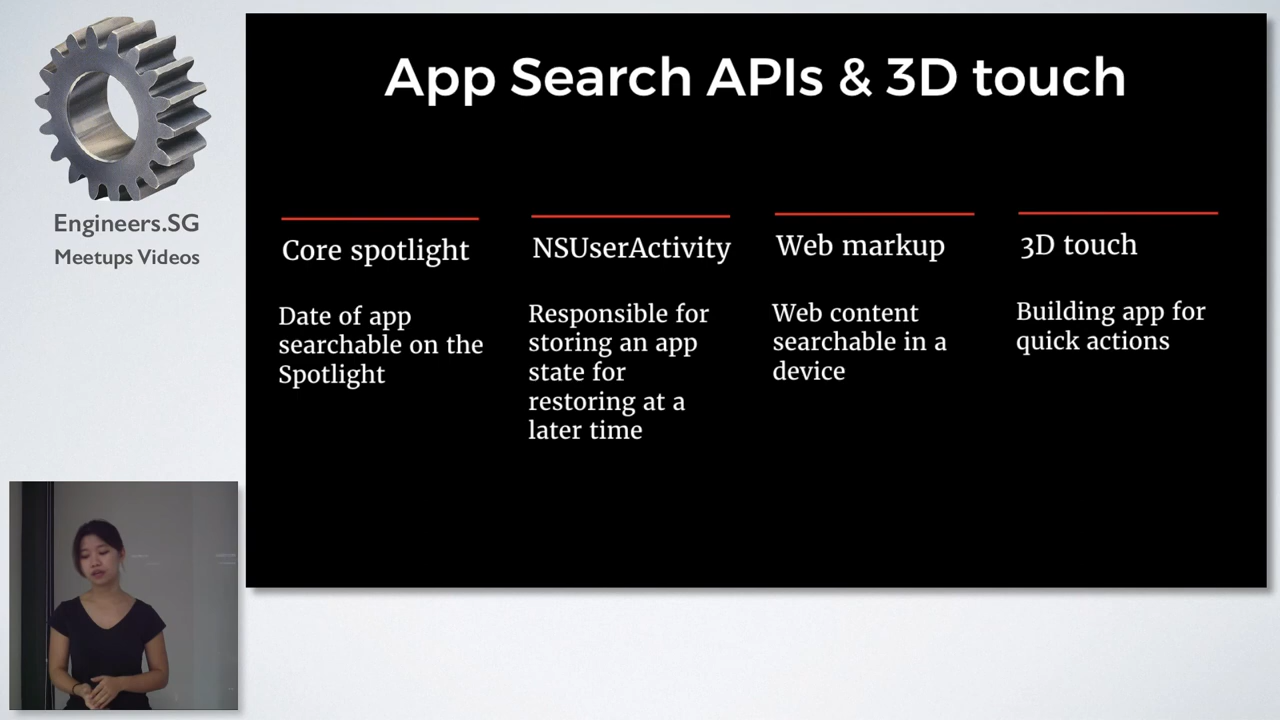 Engineers.SG
Meetups Videos
App Search APIs & 3D touch
Core spotlight
Date of app
searchable on the
Spotlight
NSUserActivity
Responsible for
storing an app
state for
restoring at a
later time
Web markup
Web content
searchable in a
device
3D touch
Building app for
quick actions